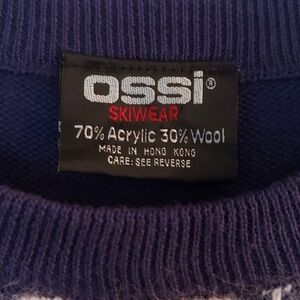 ossi®
SKIWEAR
70% Acrylic 30% Wool
MADE IN HONG KONG
CARE: SEE REVERSE